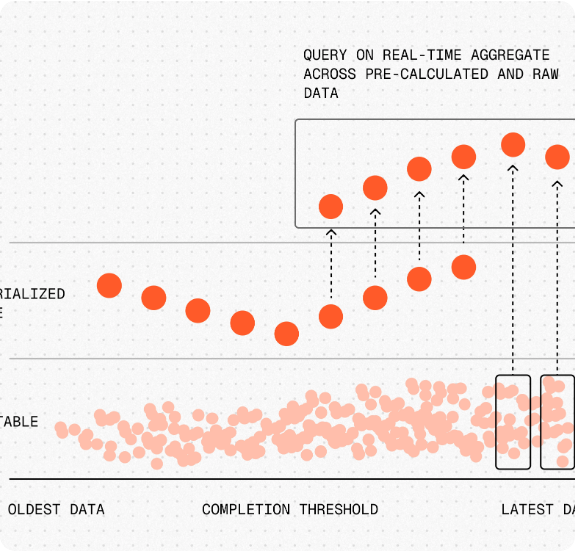 QUERY ON REAL-TIME AGGREGATE
ACROSS PRE-CALCULATED AND RAW
DATA
RIALIZED
E
TABLE
OLDEST DATA COMPLETION THRESHOLD LATEST DA